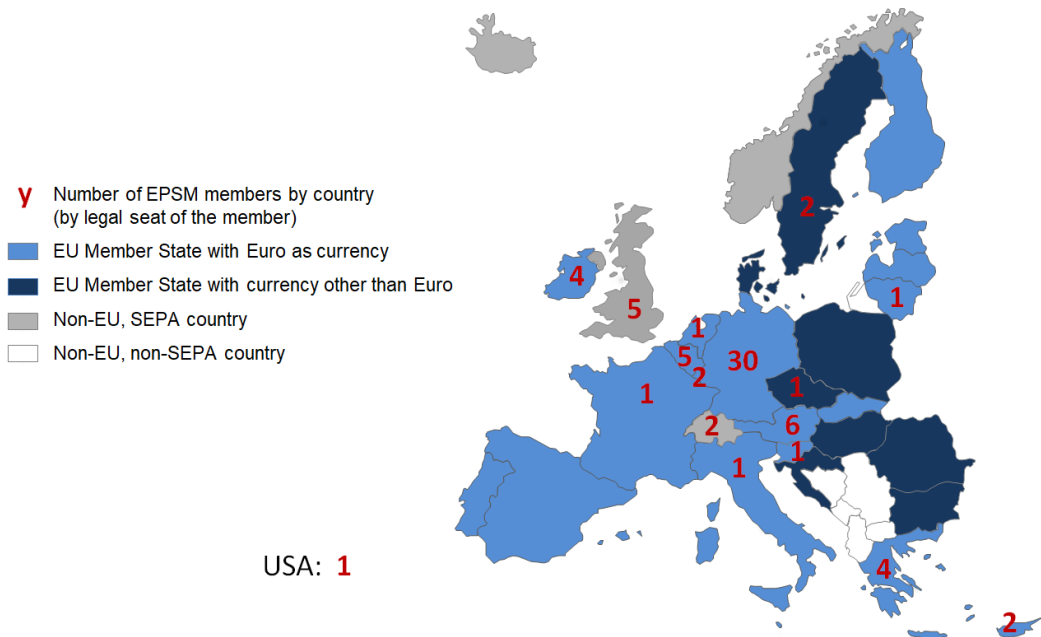 2
y Number of EPSM members by country
(by legal seat of the member)
EU Member State with Euro as currency
4
EU Member State with currency other than Euro
1
5
Non-EU, SEPA country
1
5
30
Non-EU, non-SEPA country
2
1
1
6
2
1
1
USA: 1
4
2